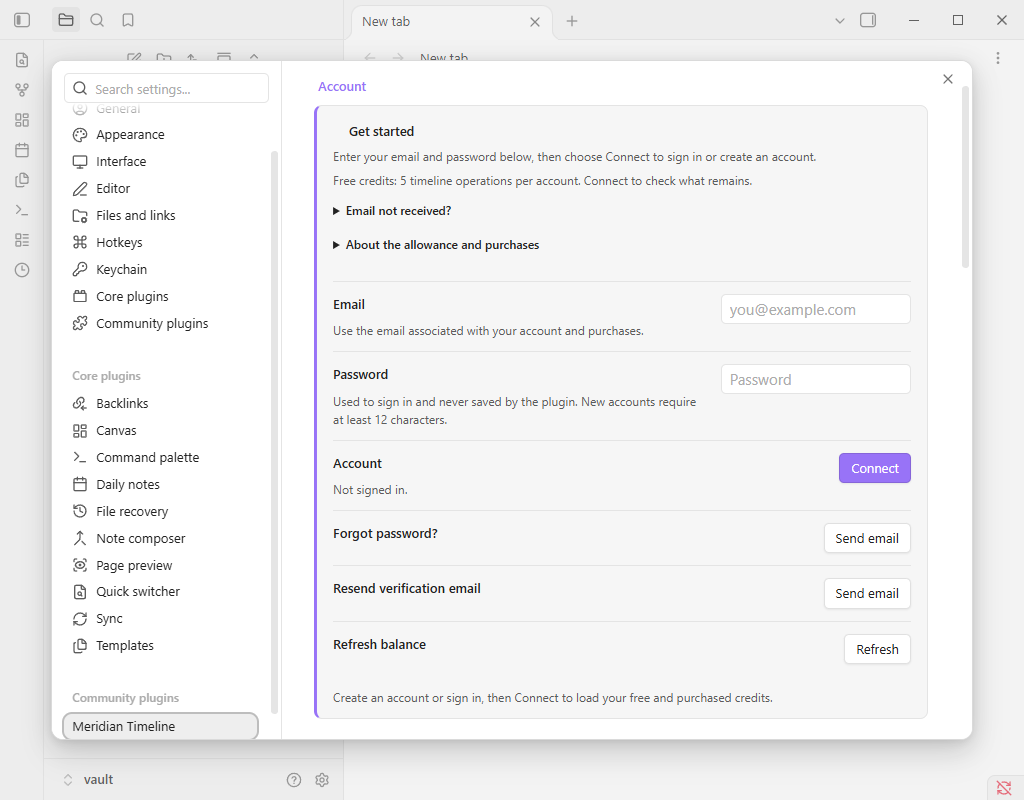 New tab
New tab
Search settings...
General
Appearance
Interface
Editor
Files and links
Hotkeys
Keychain
Core plugins
Community plugins
Core plugins
Backlinks
Canvas
Command palette
Daily notes
File recovery
Note composer
Page preview
Quick switcher
Sync
Templates
Community plugins
Meridian Timeline
Account
Get started
Enter your email and password below, then choose Connect to sign in or create an account.
Free credits: 5 timeline operations per account. Connect to check what remains.
Email not received?
About the allowance and purchases
Email
you@example.com
Use the email associated with your account and purchases.
Password
Password
Used to sign in and never saved by the plugin. New accounts require
at least 12 characters.
Account
Connect
Not signed in.
Forgot password?
Send email
Resend verification email
Send email
Refresh balance
Refresh
Create an account or sign in, then Connect to load your free and purchased credits.
vault